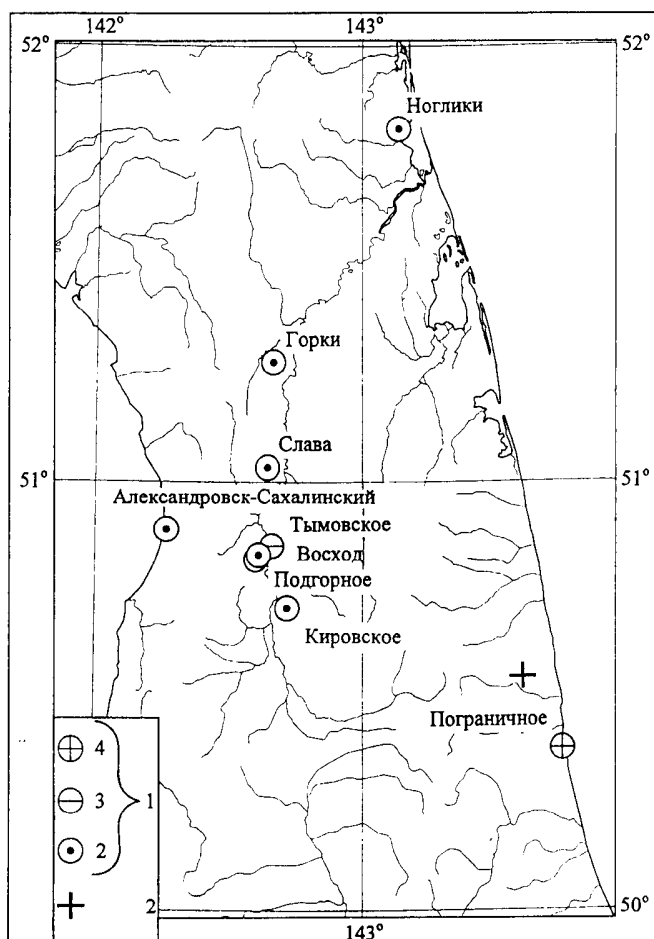 142° 143°
52° 52°
Ноглики
Горки
Слава
51° 51°
Александровск-Сахалинский
Тымовское
Восход
Подгорное
Кировское
Пограничное
4
3 1
2
2
50°
143°